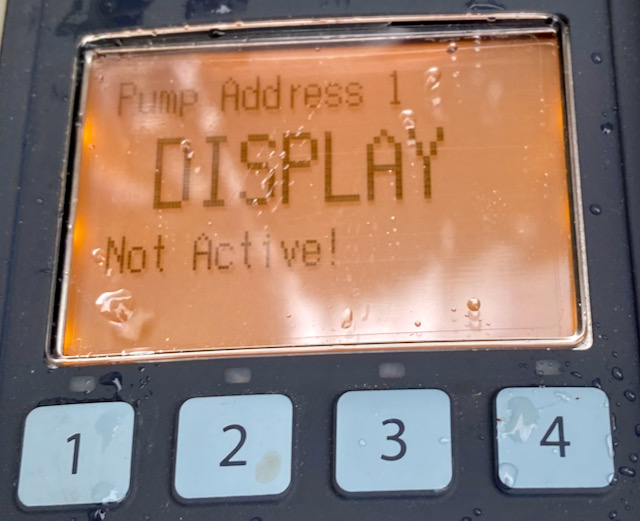 Pump Address 1
DISPLAY
Not Active!
1 2 3 4